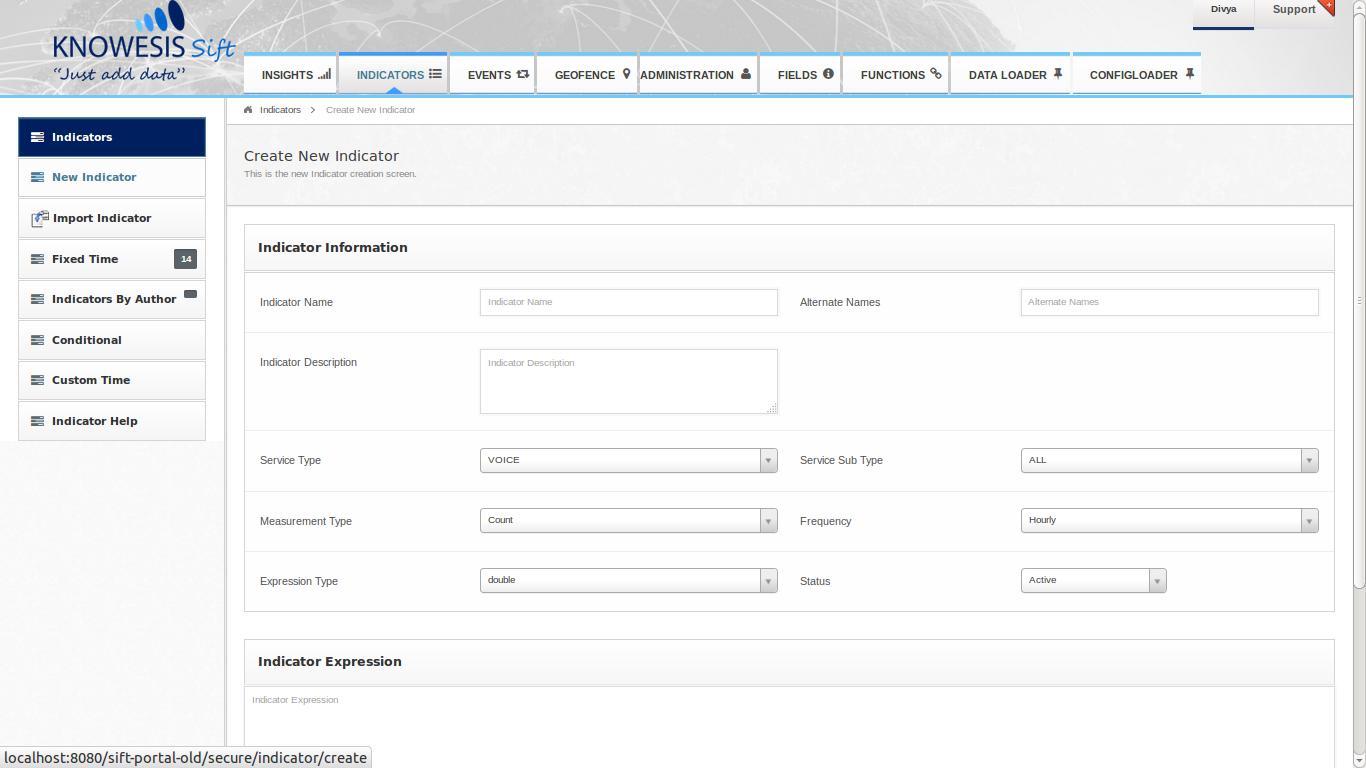 Divya Support
KNOWESIS Sift
"Just add data"
INSIGHTS INDICATORS EVENTS GEOFENCE ADMINISTRATION FIELDS FUNCTIONS DATA LOADER CONFIGLOADER
Indicators > Create New Indicator
Indicators
New Indicator
Import Indicator
Fixed Time 14
Indicators By Author
Conditional
Custom Time
Indicator Help
Create New Indicator
This is the new Indicator creation screen.
Indicator Information
Indicator Name Indicator Name Alternate Names Alternate Names
Indicator Description Indicator Description
Service Type VOICE Service Sub Type ALL
Measurement Type Count Frequency Hourly
Expression Type double Status Active
Indicator Expression
Indicator Expression
localhost:8080/sift-portal-old/secure/indicator/create